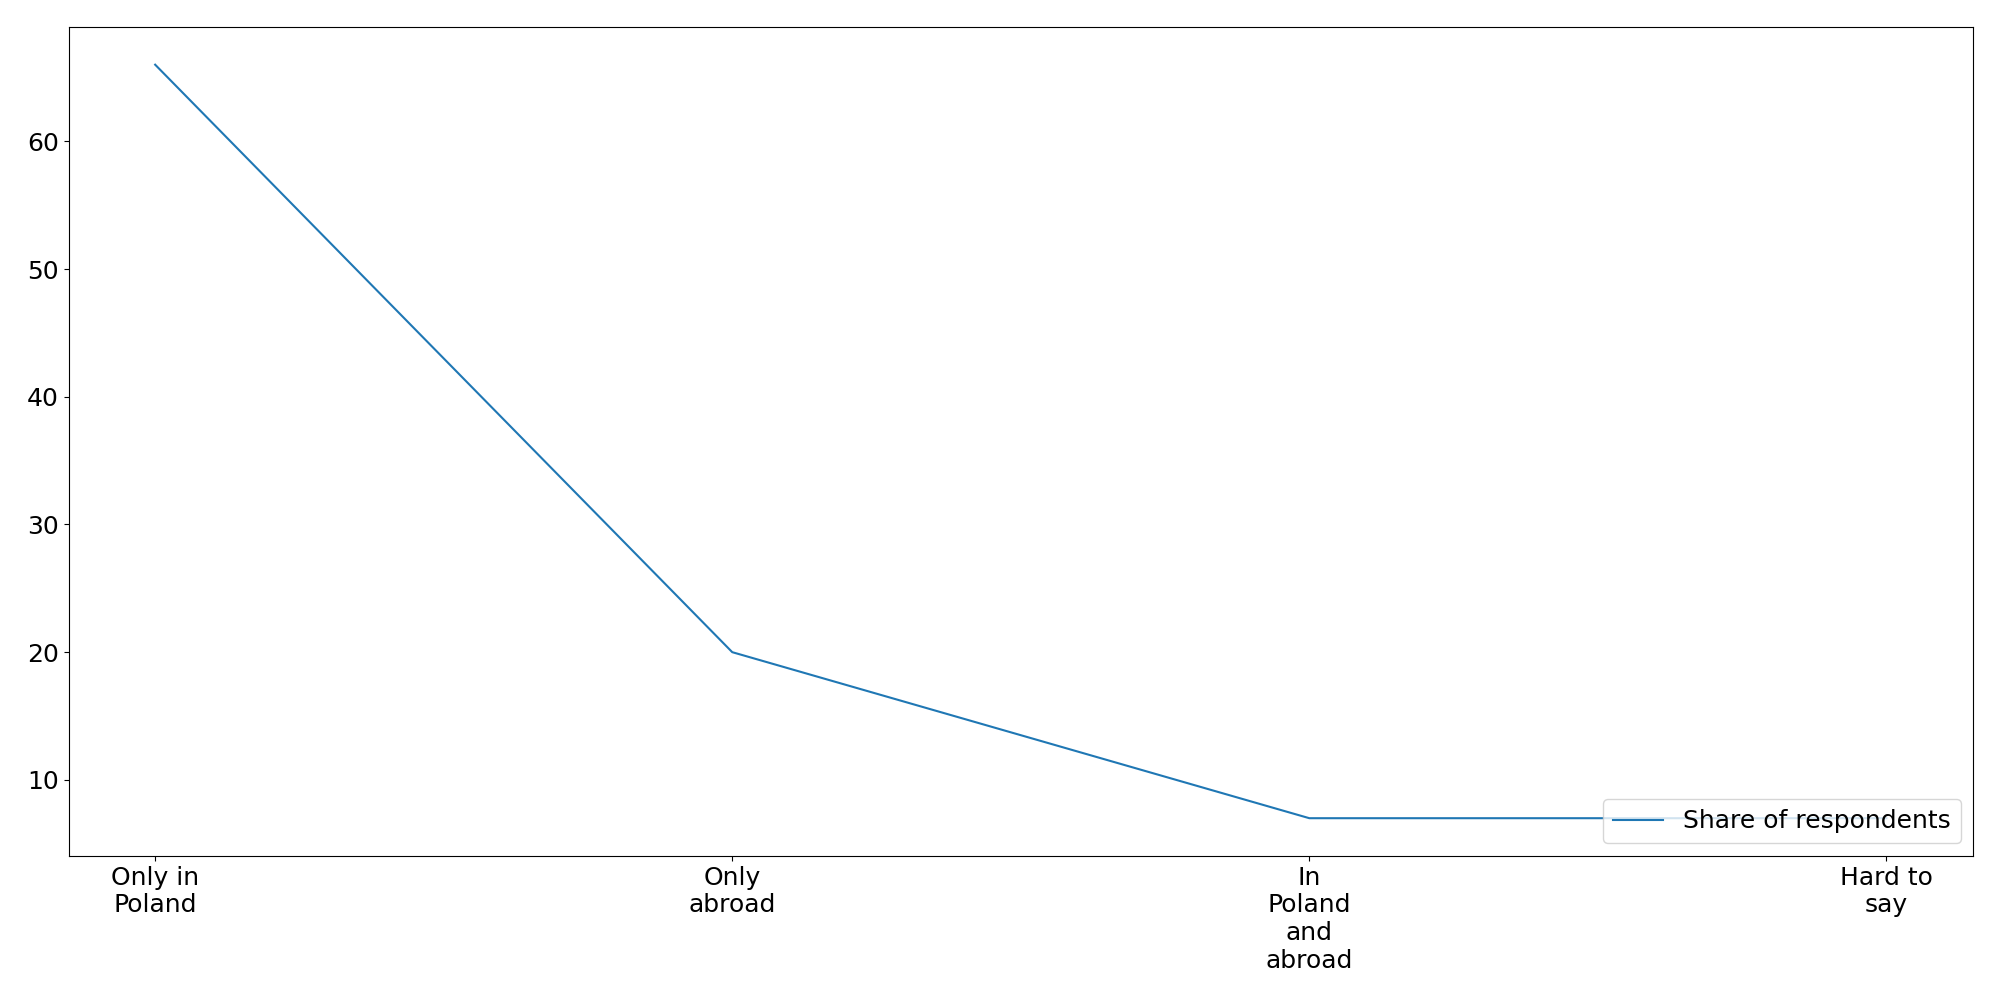 60
50
40
30
20
10
Share of respondents
Only in
Poland
Only
abroad
In
Poland
and
abroad
Hard to
say